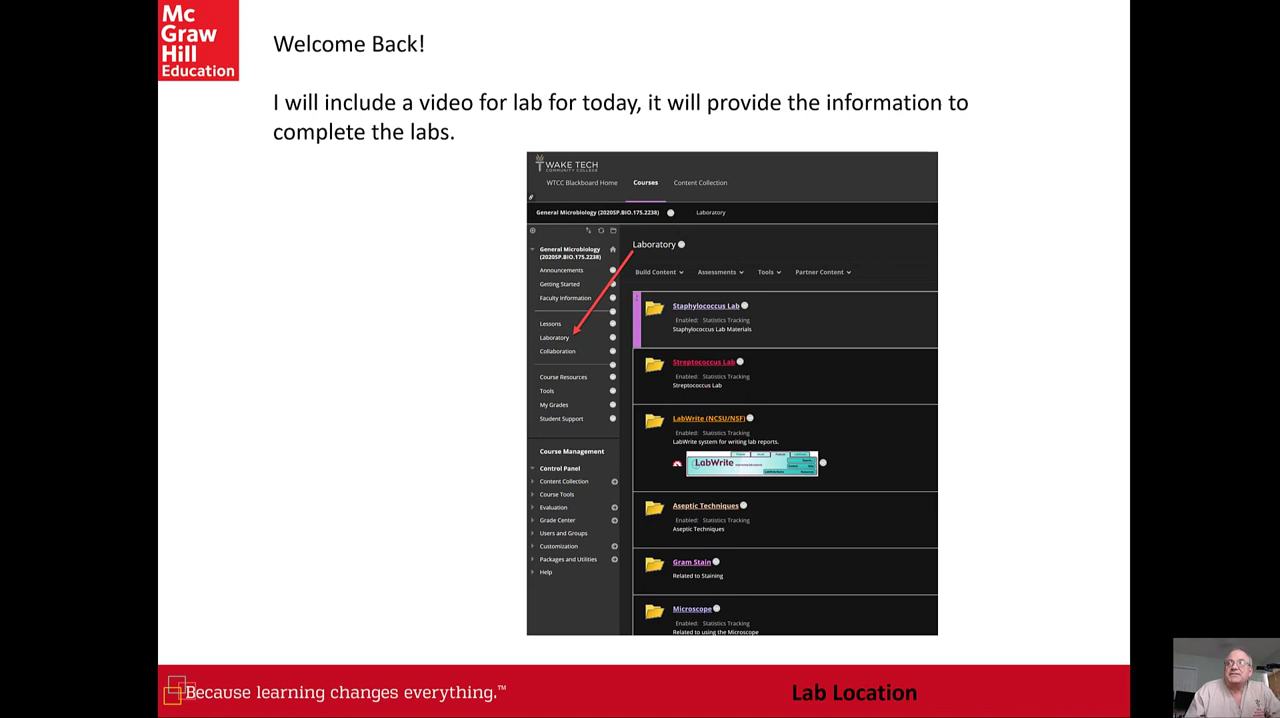 Mc
Graw
Hill
Education
Welcome Back!
I will include a video for lab for today, it will provide the information to
complete the labs.
WAKE TECH
COMMUNITY COLLEGE
WTCC Blackboard Home Courses Content Collection
General Microbiology (2020SP.BIO.175.2238) Laboratory
General Microbiology
(2020SP.BIO.175.2238)
Announcements
Getting Started
Faculty Information
Lessons
Laboratory
Collaboration
Course Resources
Tools
My Grades
Student Support
Course Management
Control Panel
Content Collection
Course Tools
Evaluation
Grade Center
Users and Groups
Customization
Packages and Utilities
Help
Laboratory
Build Content Assessments Tools Partner Content
Staphylococcus Lab
Enabled: Statistics Tracking
Staphylococcus Lab Materials
Streptococcus Lab
Enabled: Statistics Tracking
Streptococcus Lab
LabWrite (NCSU/NSF)
Enabled: Statistics Tracking
LabWrite system for writing lab reports.
LabWrite
Aseptic Techniques
Enabled: Statistics Tracking
Aseptic Techniques
Gram Stain
Related to Staining
Microscope
Enabled: Statistics Tracking
Related to using the Microscope
Because learning changes everything.™
Lab Location